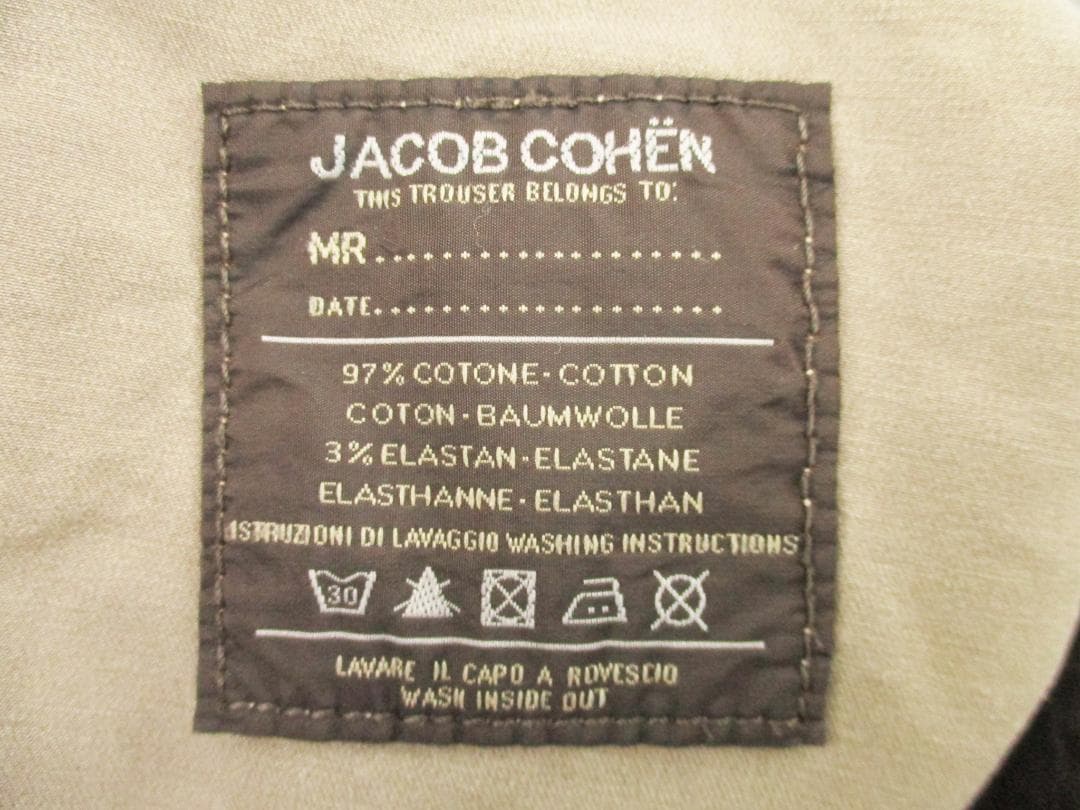 JACOB COHËN
THIS TROUSER BELONGS TO:
MR....................
DATE....................
97% COTONE - COTTON
COTON - BAUMWOLLE
3% ELASTAN - ELASTANE
ELASTHANNE - ELASTHAN
ISTRUZIONI DI LAVAGGIO WASHING INSTRUCTIONS
30
LAVARE IL CAPO A ROVESCIO
WASH INSIDE OUT